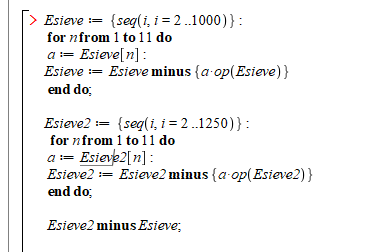 > Esieve := {seq(i, i = 2 ..1000)} :
for n from 1 to 11 do
a := Esieve[n] :
Esieve := Esieve minus {a·op(Esieve)}
end do;
Esieve2 := {seq(i, i = 2 ..1250)} :
for n from 1 to 11 do
a := Esieve2[n] :
Esieve2 := Esieve2 minus {a·op(Esieve2)}
end do;
Esieve2 minus Esieve;